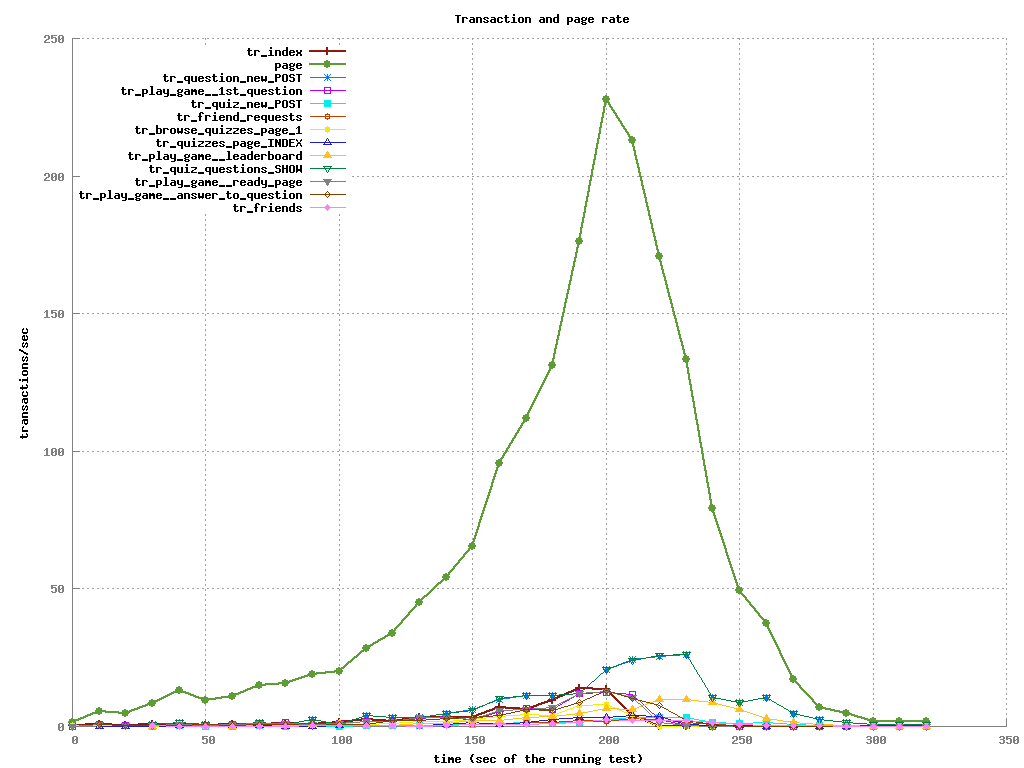 Transaction and page rate
250
200
150
100
50
0
transactions/sec
tr_index
page
tr_question_new_POST
tr_play_game__1st_question
tr_quiz_new_POST
tr_friend_requests
tr_browse_quizzes_page_1
tr_quizzes_page_INDEX
tr_play_game__leaderboard
tr_quiz_questions_SHOW
tr_play_game__ready_page
tr_play_game__answer_to_question
tr_friends
0 50 100 150 200 250 300 350
time (sec of the running test)